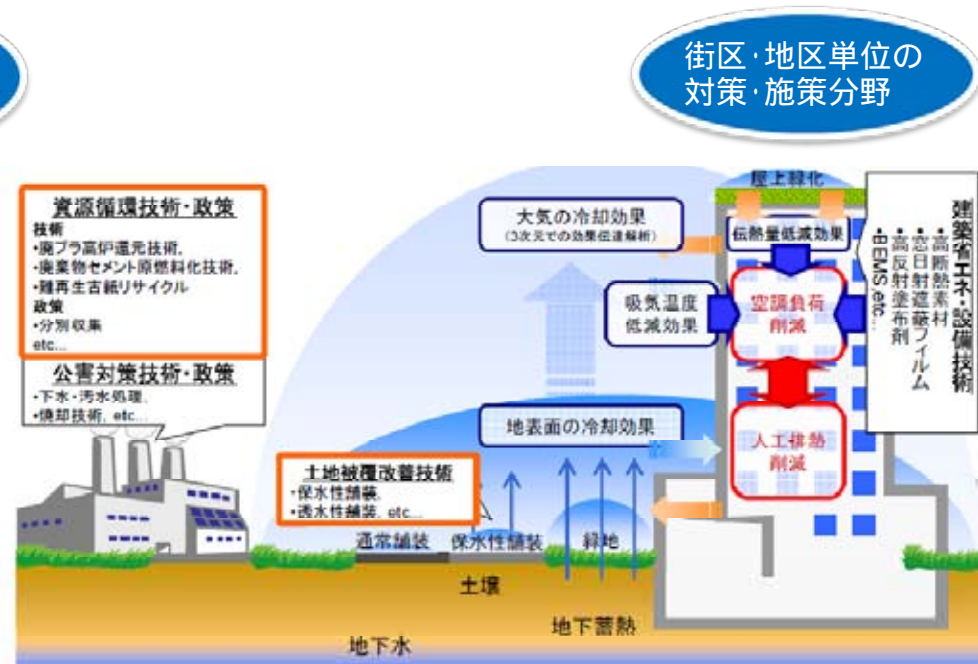 街区・地区単位の
対策・施策分野
資源循環技術・政策
技術
・廃プラ高炉還元技術,
・廃棄物セメント原燃料化技術,
・難再生古紙リサイクル
政策
・分別収集
etc...
公害対策技術・政策
・下水・汚水処理,
・焼却技術, etc...
大気の冷却効果
(3次元での効果伝達解析)
屋上緑化
伝熱量低減効果
吸気温度
低減効果
空調負荷
削減
建築省エネ・設備技術
・高断熱素材
・窓日射遮蔽フィルム
・高反射塗布剤
・BEMS,etc...
地表面の冷却効果
人工排熱
削減
土地被覆改善技術
・保水性舗装,
・透水性舗装, etc...
通常舗装
保水性舗装
緑地
土壌
地下蓄熱
地下水